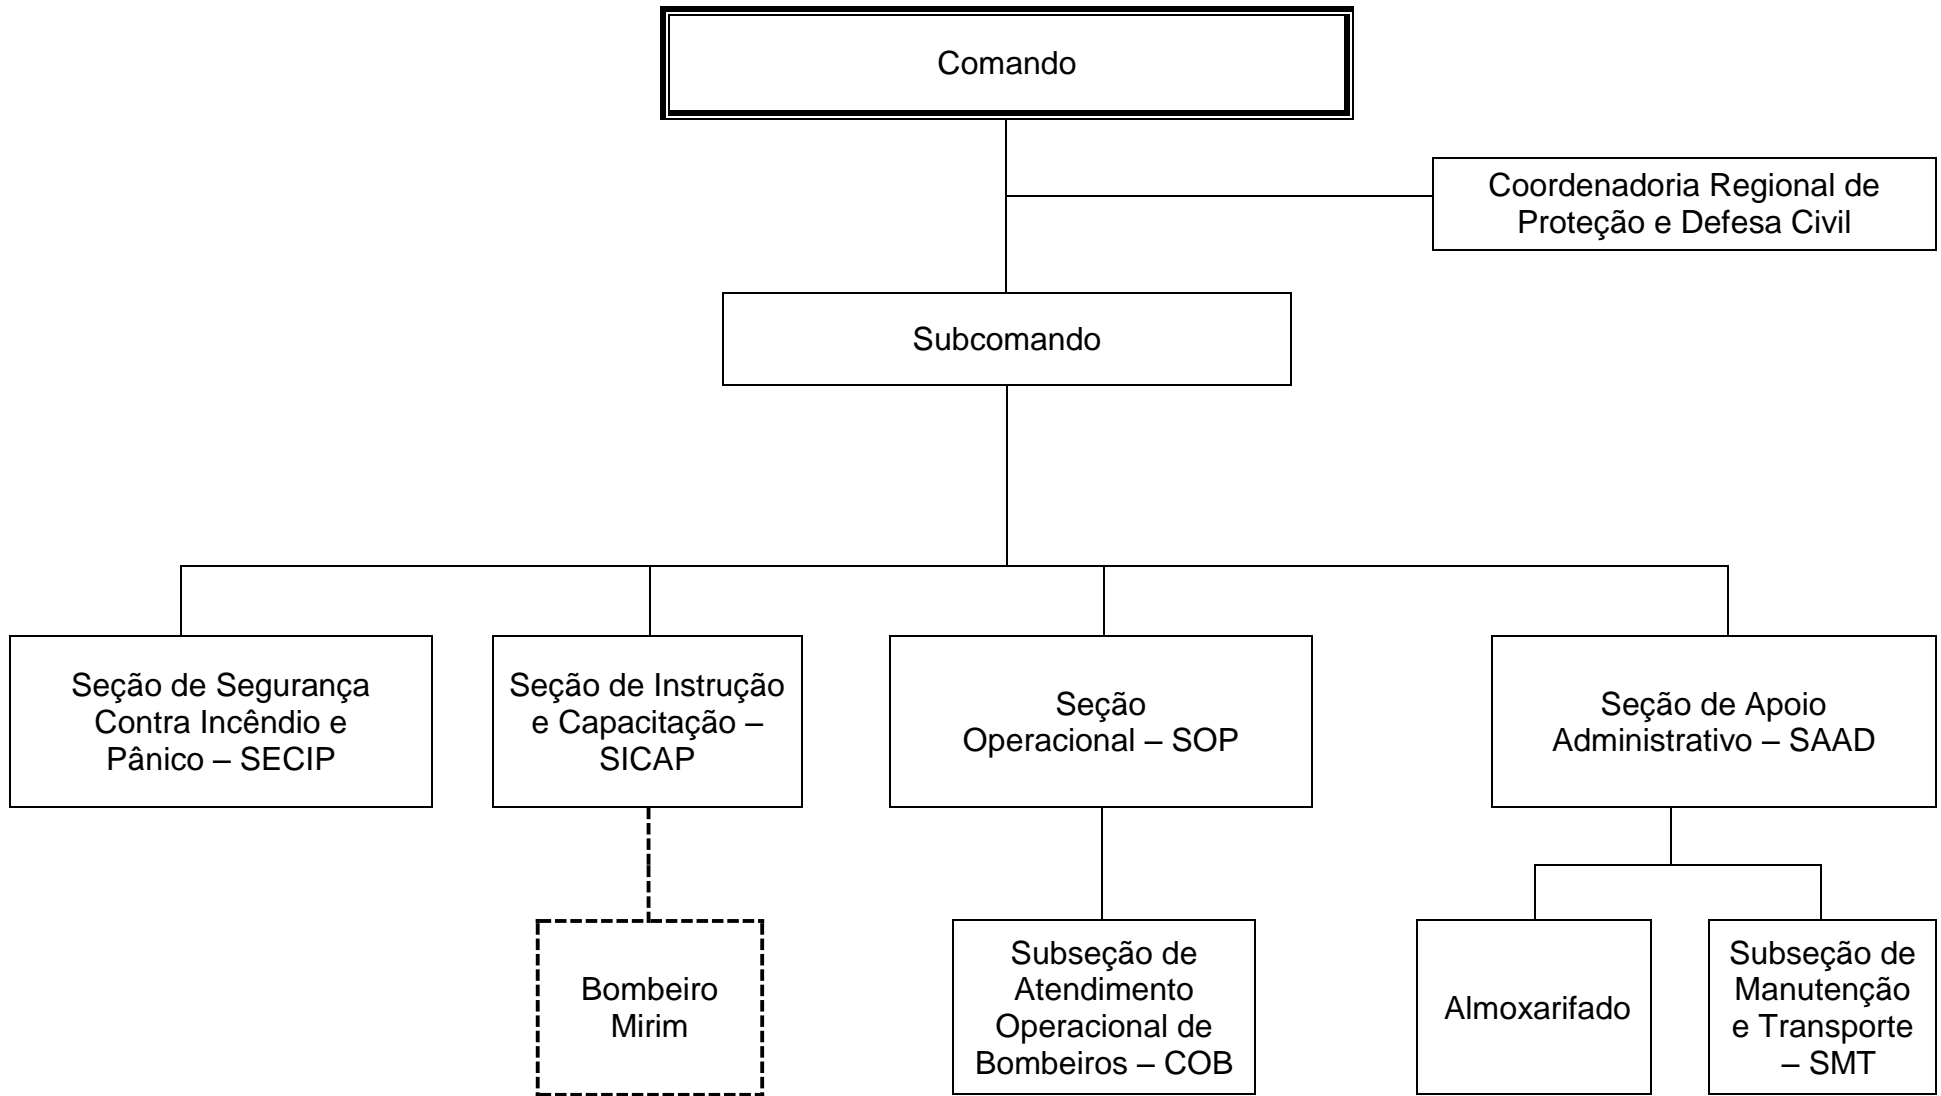 Comando
Coordenadoria Regional de
Proteção e Defesa Civil
Subcomando
Seção de Segurança
Contra Incêndio e
Pânico – SECIP
Seção de Instrução
e Capacitação –
SICAP
Seção
Operacional – SOP
Seção de Apoio
Administrativo – SAAD
Bombeiro
Mirim
Subseção de
Atendimento
Operacional de
Bombeiros – COB
Almoxarifado
Subseção de
Manutenção
e Transporte
– SMT